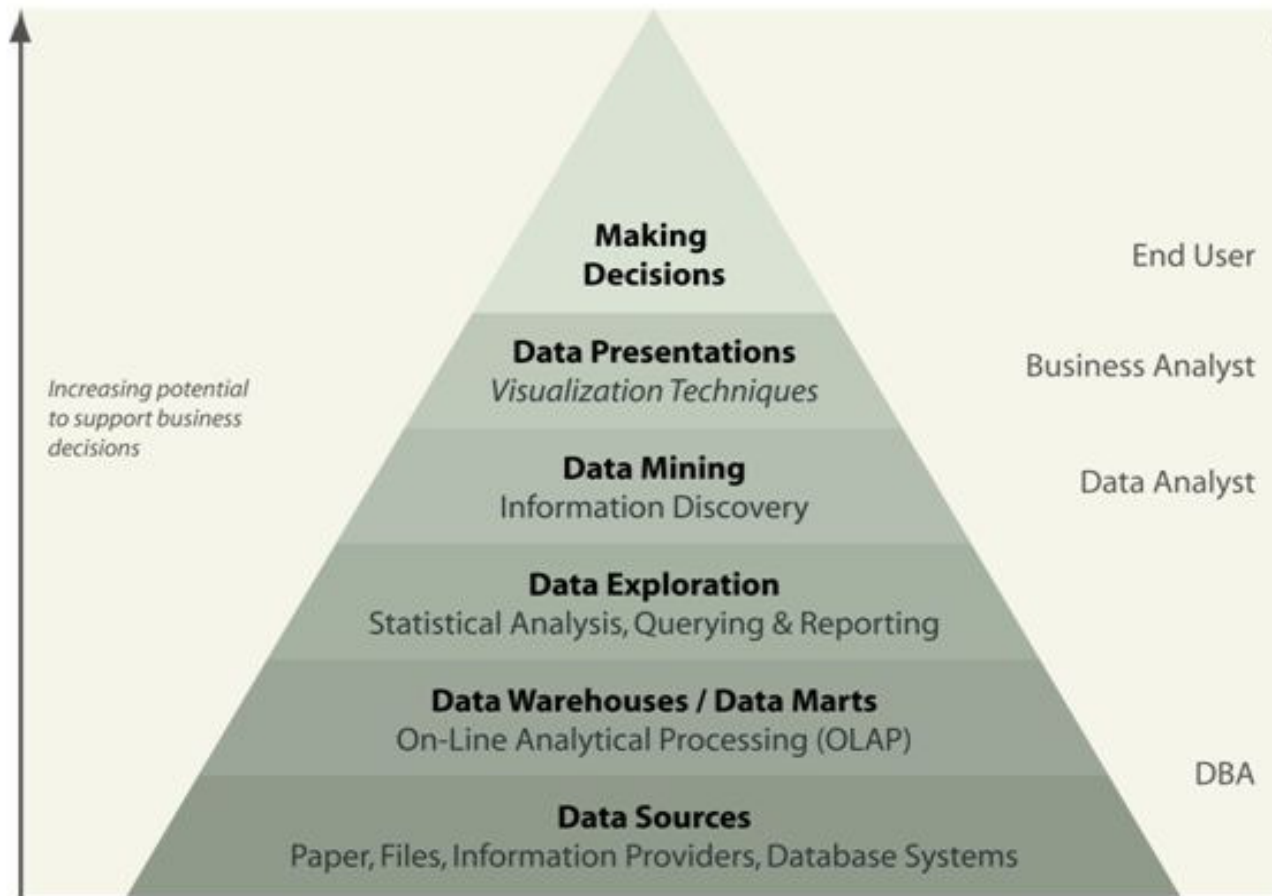 Making
Decisions
End User
Data Presentations
Visualization Techniques
Business Analyst
Increasing potential
to support business
decisions
Data Mining
Information Discovery
Data Analyst
Data Exploration
Statistical Analysis, Querying & Reporting
Data Warehouses / Data Marts
On-Line Analytical Processing (OLAP)
DBA
Data Sources
Paper, Files, Information Providers, Database Systems